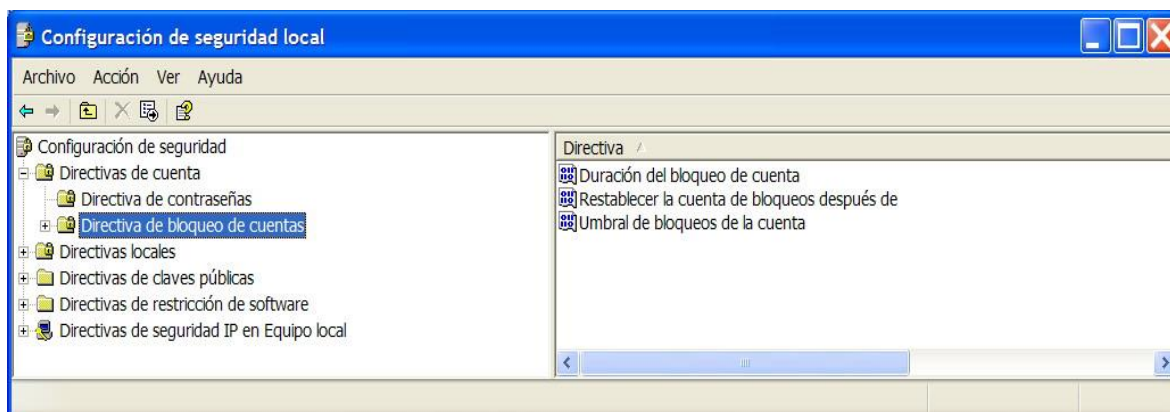 Configuración de seguridad local
Archivo Acción Ver Ayuda
Configuración de seguridad
Directivas de cuenta
Directiva de contraseñas
Directiva de bloqueo de cuentas
Directivas locales
Directivas de claves públicas
Directivas de restricción de software
Directivas de seguridad IP en Equipo local
Directiva
Duración del bloqueo de cuenta
Restablecer la cuenta de bloqueos después de
Umbral de bloqueos de la cuenta